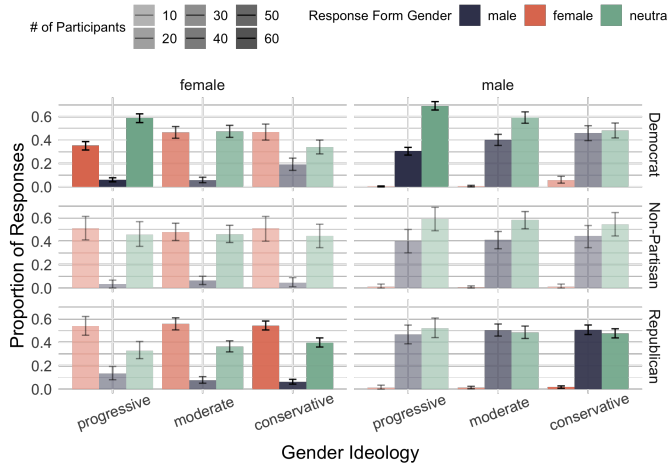 # of Participants
10 30 50
20 40 60
Response Form Gender male female neutra
female male
Proportion of Responses
0.6
0.4
0.2
0.0
Democrat
0.6
0.4
0.2
0.0
Non-Partisan
0.6
0.4
0.2
0.0
Republican
progressive moderate conservative progressive moderate conservative
Gender Ideology